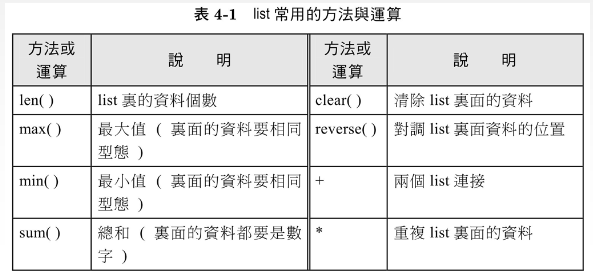 表 4-1　list 常用的方法與運算
方法或
運算
說　　明
方法或
運算
說　　明
len( )
list 裏的資料個數
clear( )
清除 list 裏面的資料
max( )
最大值 ( 裏面的資料要相同
型態 )
reverse( )
對調 list 裏面資料的位置
min( )
最小值 ( 裏面的資料要相同
型態 )
+
兩個 list 連接
sum( )
總和 ( 裏面的資料都要是數
字 )
*
重複 list 裏面的資料